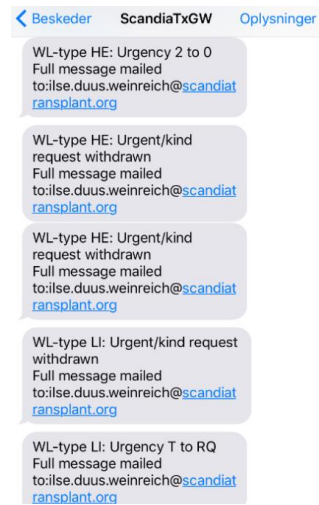 Beskeder ScandiaTxGW Oplysninger
WL-type HE: Urgency 2 to 0
Full message mailed
to:ilse.duus.weinreich@scandiat
ransplant.org
WL-type HE: Urgent/kind
request withdrawn
Full message mailed
to:ilse.duus.weinreich@scandiat
ransplant.org
WL-type HE: Urgent/kind
request withdrawn
Full message mailed
to:ilse.duus.weinreich@scandiat
ransplant.org
WL-type LI: Urgent/kind request
withdrawn
Full message mailed
to:ilse.duus.weinreich@scandiat
ransplant.org
WL-type LI: Urgency T to RQ
Full message mailed
to:ilse.duus.weinreich@scandiat
ransplant.org